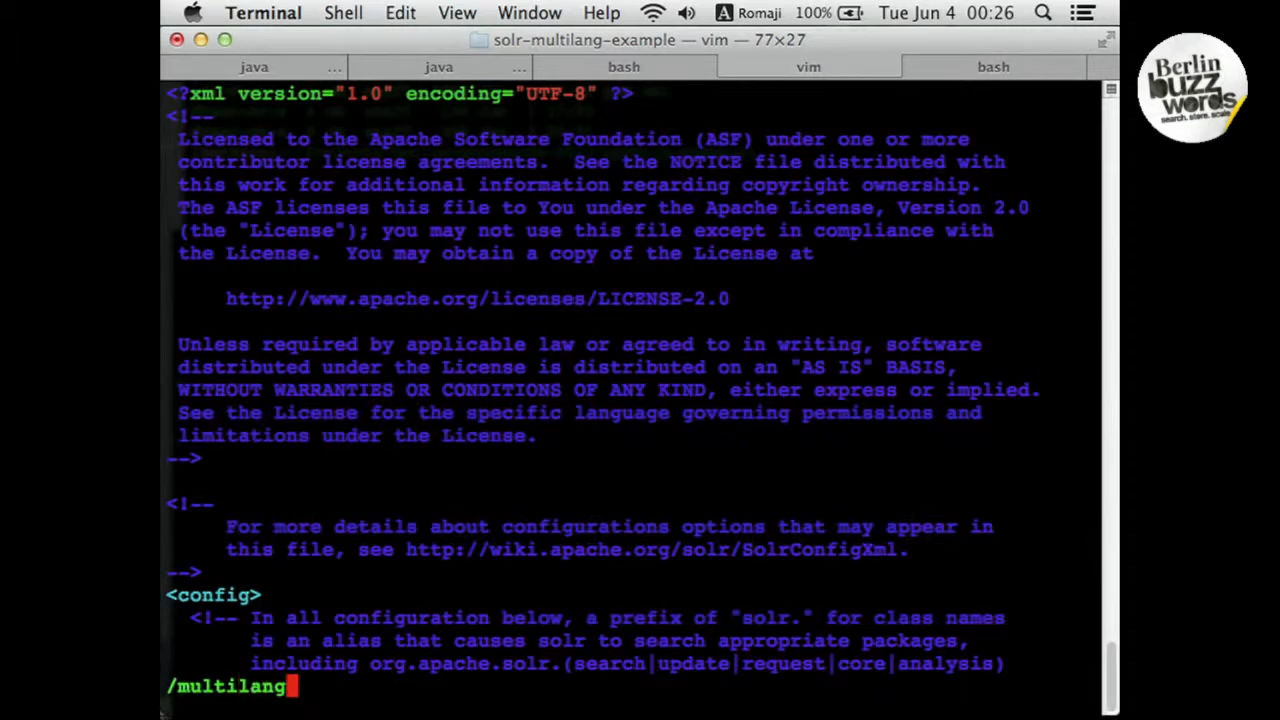 Terminal Shell Edit View Window Help A Romaji 100% Tue Jun 4 00:26
solr-multilang-example — vim — 77×27
java ... java ... bash vim bash
<?xml version="1.0" encoding="UTF-8" ?>
<!--
Licensed to the Apache Software Foundation (ASF) under one or more
contributor license agreements.  See the NOTICE file distributed with
this work for additional information regarding copyright ownership.
The ASF licenses this file to You under the Apache License, Version 2.0
(the "License"); you may not use this file except in compliance with
the License.  You may obtain a copy of the License at
http://www.apache.org/licenses/LICENSE-2.0
Unless required by applicable law or agreed to in writing, software
distributed under the License is distributed on an "AS IS" BASIS,
WITHOUT WARRANTIES OR CONDITIONS OF ANY KIND, either express or implied.
See the License for the specific language governing permissions and
limitations under the License.
-->
<!--
For more details about configurations options that may appear in
this file, see http://wiki.apache.org/solr/SolrConfigXml.
-->
<config>
<!-- In all configuration below, a prefix of "solr." for class names
is an alias that causes solr to search appropriate packages,
including org.apache.solr.(search|update|request|core|analysis)
/multilang
Berlin
buzz
words
search. store. scale.